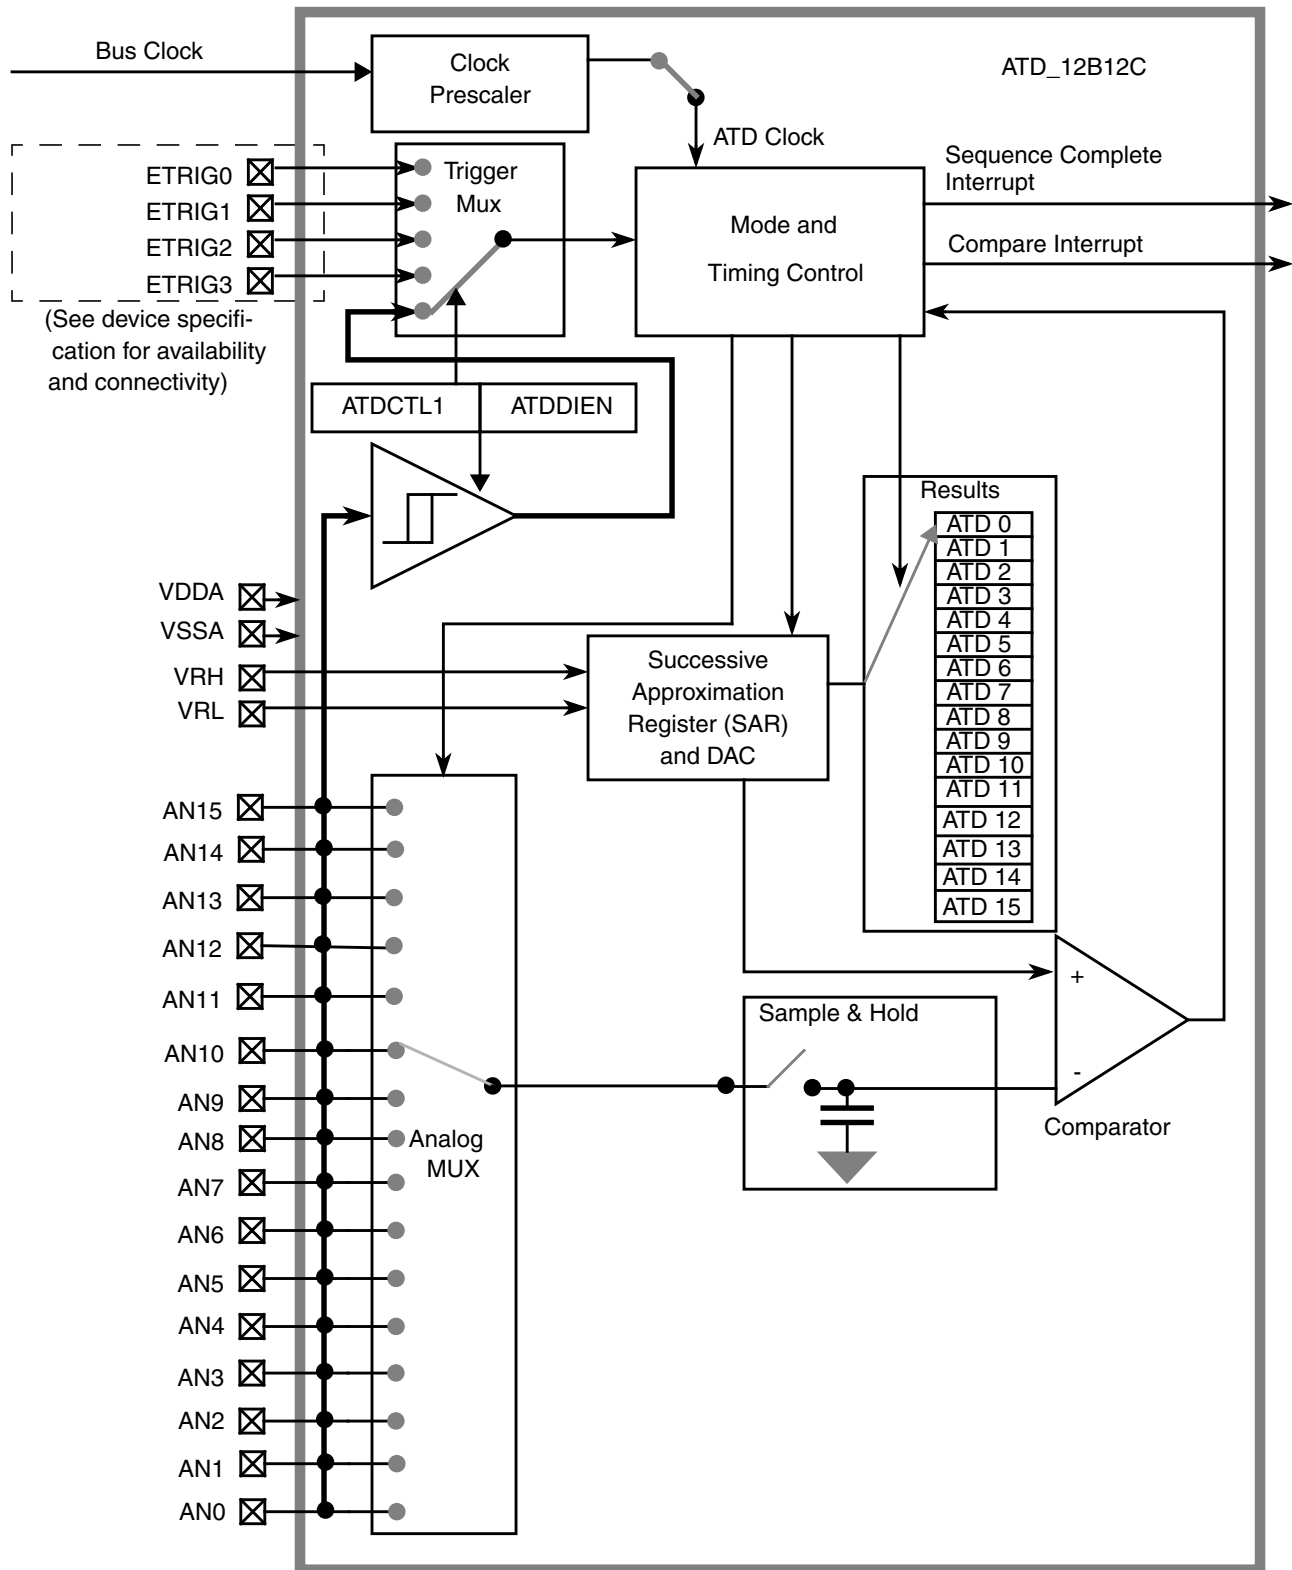 Bus Clock
Clock
Prescaler
ATD_12B12C
ATD Clock
ETRIG0
ETRIG1
ETRIG2
ETRIG3
(See device specifi-
cation for availability
and connectivity)
Trigger
Mux
Mode and
Timing Control
Sequence Complete
Interrupt
Compare Interrupt
ATDCTL1
ATDDIEN
Results
ATD 0
ATD 1
ATD 2
ATD 3
ATD 4
ATD 5
ATD 6
ATD 7
ATD 8
ATD 9
ATD 10
ATD 11
ATD 12
ATD 13
ATD 14
ATD 15
VDDA
VSSA
VRH
VRL
Successive
Approximation
Register (SAR)
and DAC
AN15
AN14
AN13
AN12
AN11
AN10
AN9
AN8
AN7
AN6
AN5
AN4
AN3
AN2
AN1
AN0
Analog
MUX
Sample & Hold
+
-
Comparator